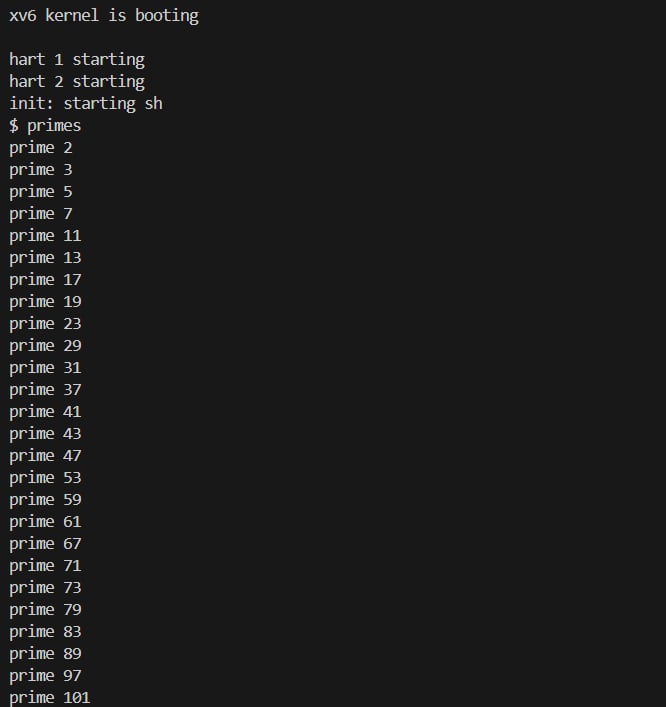 xv6 kernel is booting
hart 1 starting
hart 2 starting
init: starting sh
$ primes
prime 2
prime 3
prime 5
prime 7
prime 11
prime 13
prime 17
prime 19
prime 23
prime 29
prime 31
prime 37
prime 41
prime 43
prime 47
prime 53
prime 59
prime 61
prime 67
prime 71
prime 73
prime 79
prime 83
prime 89
prime 97
prime 101